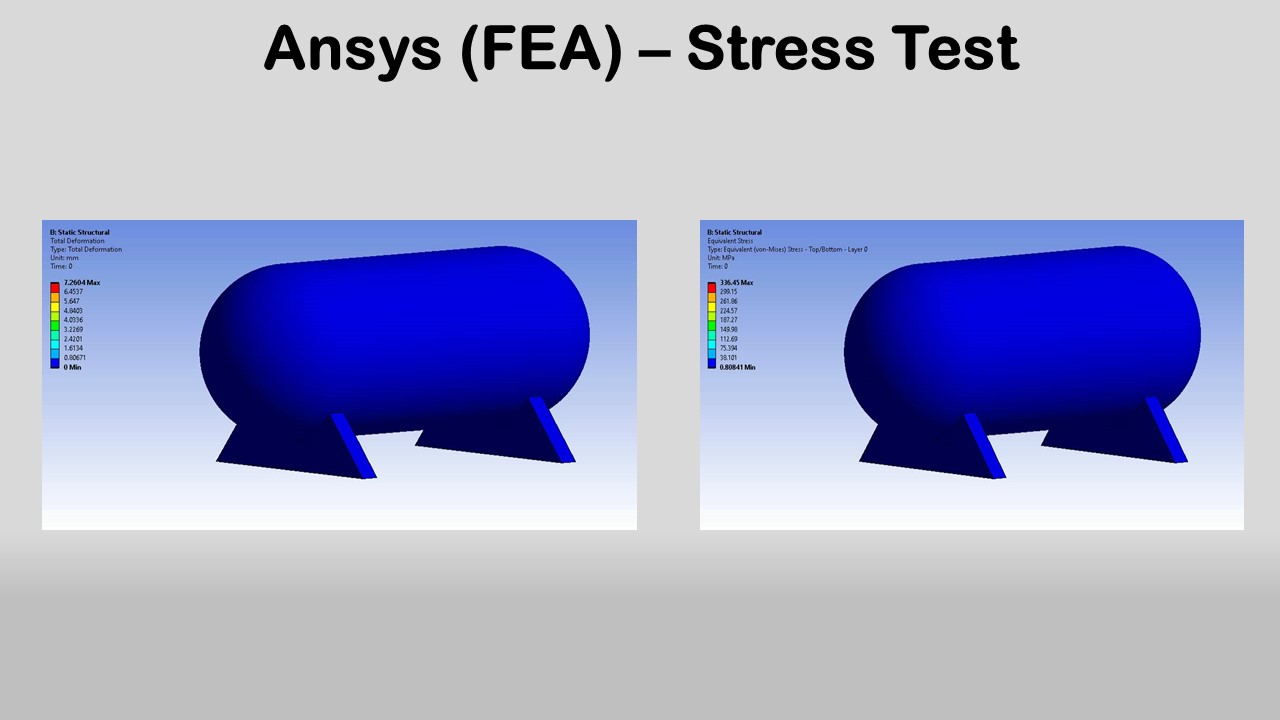 Ansys (FEA) – Stress Test
B: Static Structural
Total Deformation
Type: Total Deformation
Unit: mm
Time: 0
7.2604 Max
6.4537
5.647
4.8403
4.0336
3.2269
2.4201
1.6134
0.80671
0 Min
B: Static Structural
Equivalent Stress
Type: Equivalent (von-Mises) Stress - Top/Bottom - Layer 0
Unit: MPa
Time: 0
336.45 Max
299.15
261.86
224.57
187.27
149.98
112.69
75.394
38.101
0.80841 Min